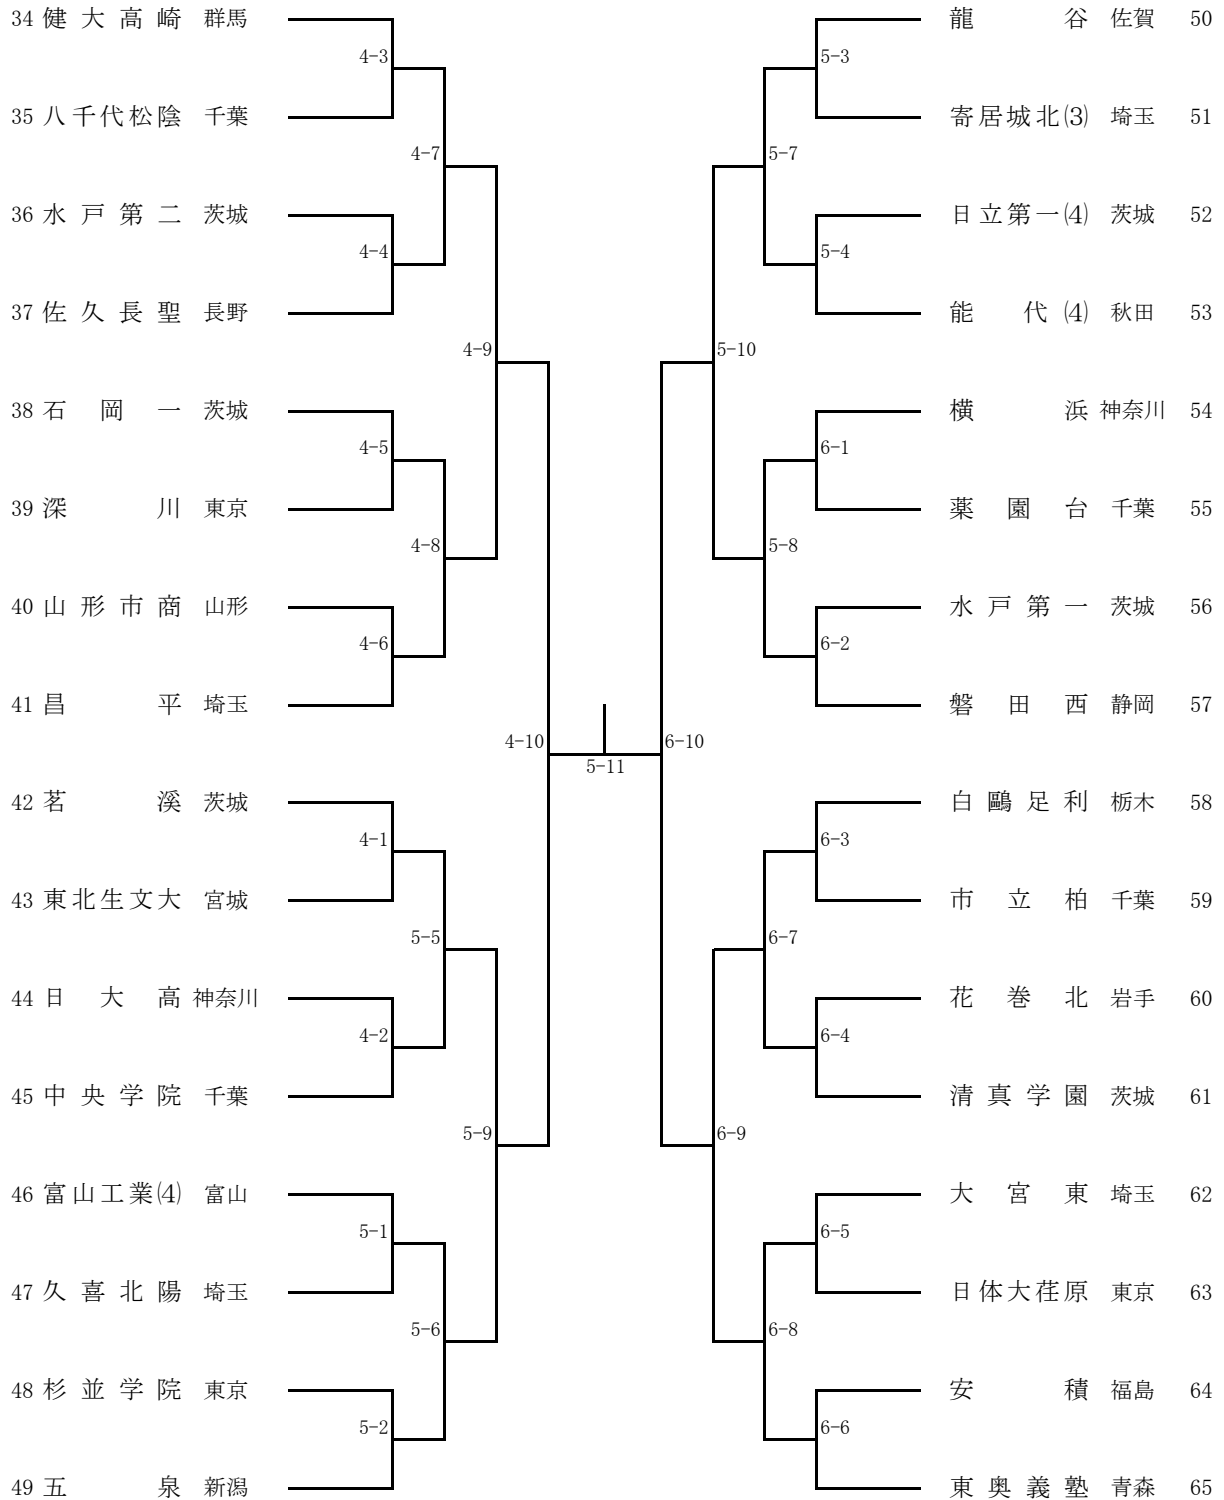 34 健大高崎 群馬
4-3
35 八千代松陰 千葉
4-7
36 水戸第二 茨城
4-4
37 佐久長聖 長野
4-9
38 石岡一 茨城
4-5
39 深川 東京
4-8
40 山形市商 山形
4-6
41 昌平 埼玉
4-10
42 茗溪 茨城
4-1
43 東北生文大 宮城
5-5
44 日大高 神奈川
4-2
45 中央学院 千葉
5-9
46 富山工業(4) 富山
5-1
47 久喜北陽 埼玉
5-6
48 杉並学院 東京
5-2
49 五泉 新潟
5-11
龍谷 佐賀 50
5-3
寄居城北(3) 埼玉 51
5-7
日立第一(4) 茨城 52
5-4
能代(4) 秋田 53
5-10
横浜 神奈川 54
6-1
薬園台 千葉 55
5-8
水戸第一 茨城 56
6-2
磐田西 静岡 57
6-10
白鷗足利 栃木 58
6-3
市立柏 千葉 59
6-7
花巻北 岩手 60
6-4
清真学園 茨城 61
6-9
大宮東 埼玉 62
6-5
日体大荏原 東京 63
6-8
安積 福島 64
6-6
東奥義塾 青森 65